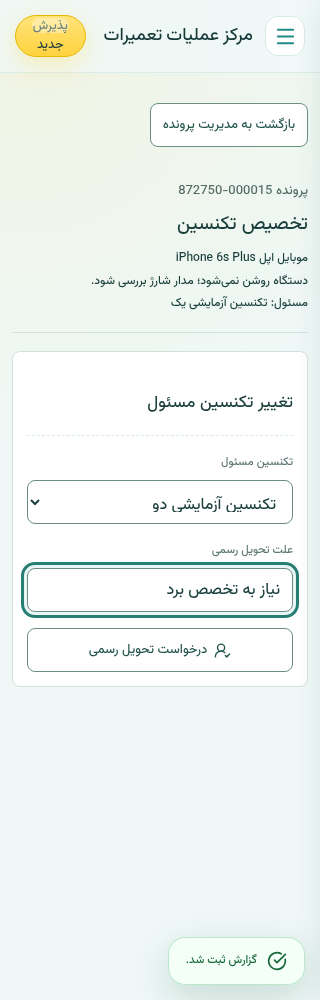 مرکز عملیات تعمیرات
پذیرش
جدید
بازگشت به مدیریت پرونده
پرونده 000015-872750
تخصیص تکنسین
موبایل اپل iPhone 6s Plus
دستگاه روشن نمی‌شود؛ مدار شارژ بررسی شود.
مسئول: تکنسین آزمایشی یک
تغییر تکنسین مسئول
تکنسین مسئول
تکنسین آزمایشی دو
علت تحویل رسمی
نیاز به تخصص برد
درخواست تحویل رسمی
گزارش ثبت شد.